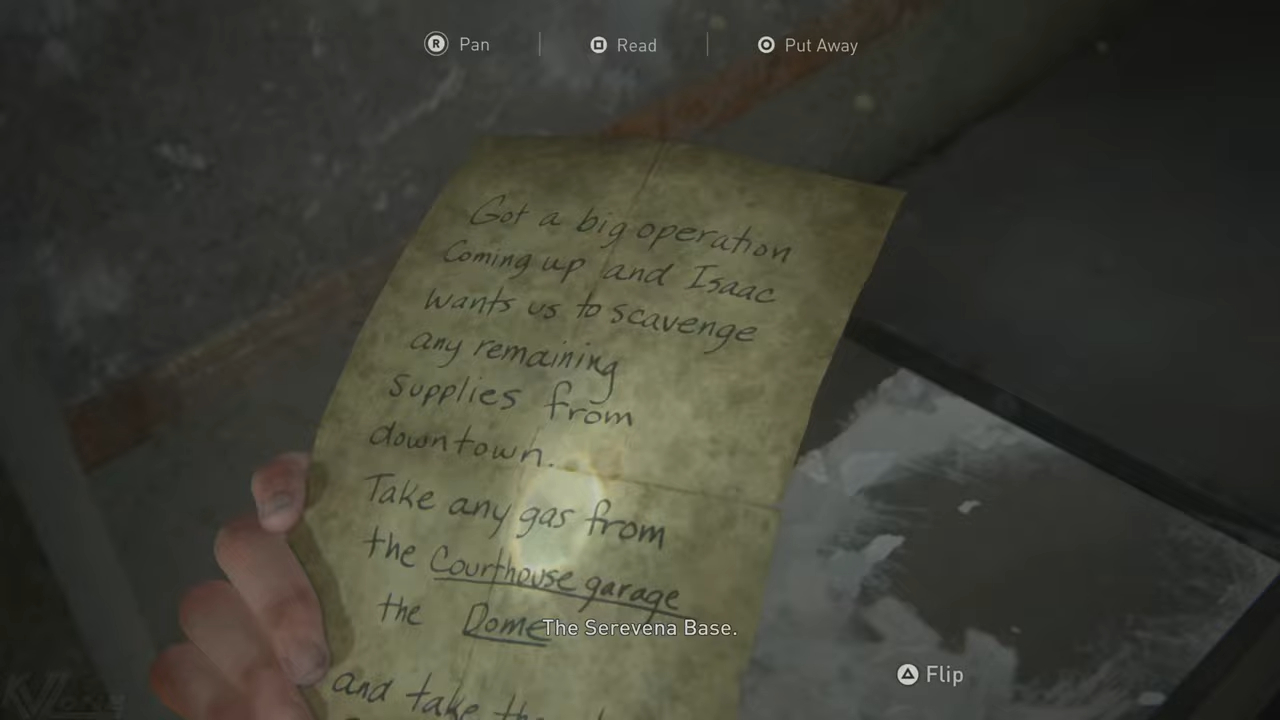 R Pan
Read
Put Away
Got a big operation
Coming up and Isaac
wants us to scavenge
any remaining
supplies from
downtown.
Take any gas from
the Courthouse garage
the Dome
The Serevena Base.
Flip
and take the